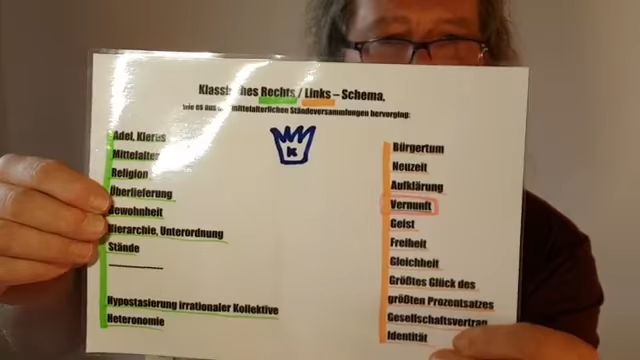 Klassisches Rechts / Links – Schema,
wie es aus den mittelalterlichen Ständeversammlungen hervorging:
K
Adel, Klerus
Mittelalter
Religion
Überlieferung
Gewohnheit
Hierarchie, Unterordnung
Stände
Hypostasierung irrationaler Kollektive
Heteronomie
Bürgertum
Neuzeit
Aufklärung
Vernunft
Geist
Freiheit
Gleichheit
Größtes Glück des
größten Prozentsatzes
Gesellschaftsvertrag
Identität